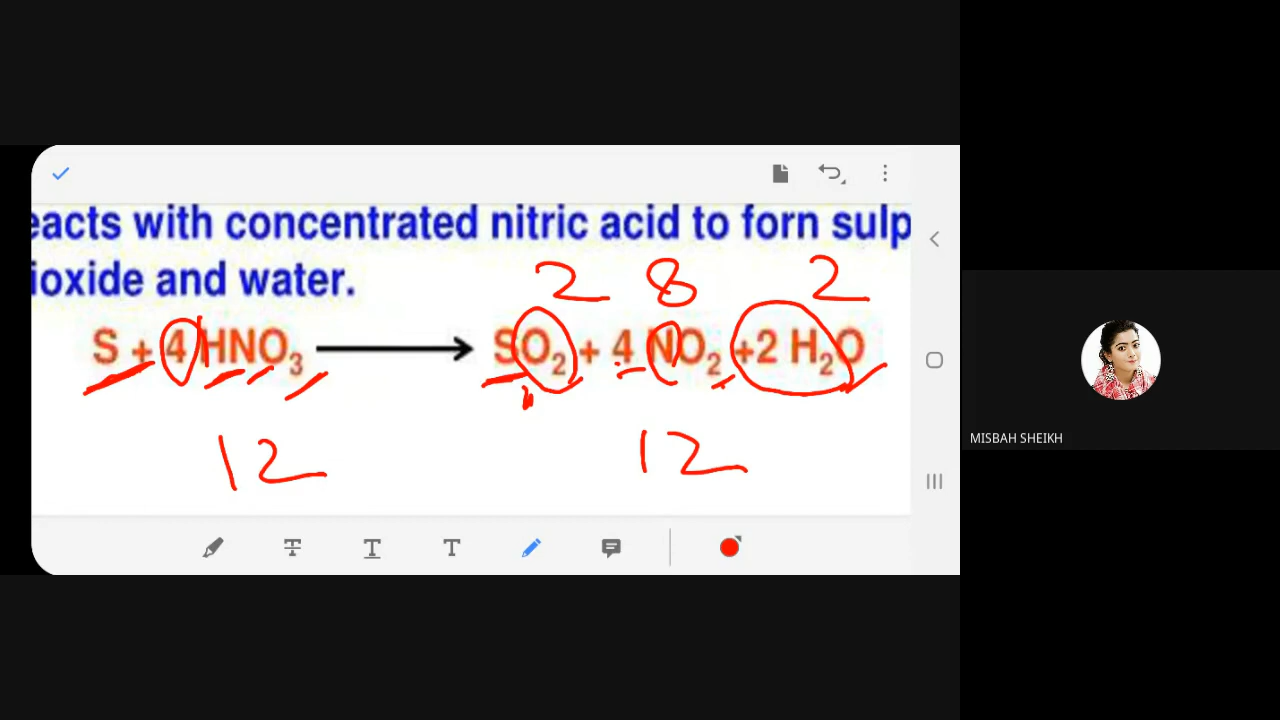 eacts with concentrated nitric acid to forn sulp
ioxide and water.
2 8 2
S + 4 HNO3 ⟶ SO2 + 4 NO2 +2 H2O
12 12
MISBAH SHEIKH